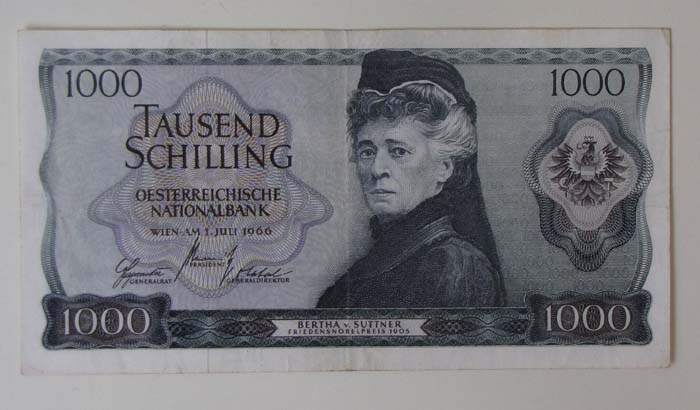 1000
1000
TAUSEND
SCHILLING
OESTERREICHISCHE
NATIONALBANK
WIEN·AM 1. JULI 1966
PRÄSIDENT
GENERALRAT
GENERALDIREKTOR
BERTHA v. SUTTNER
FRIEDENSNOBELPREIS 1905
1000
1000